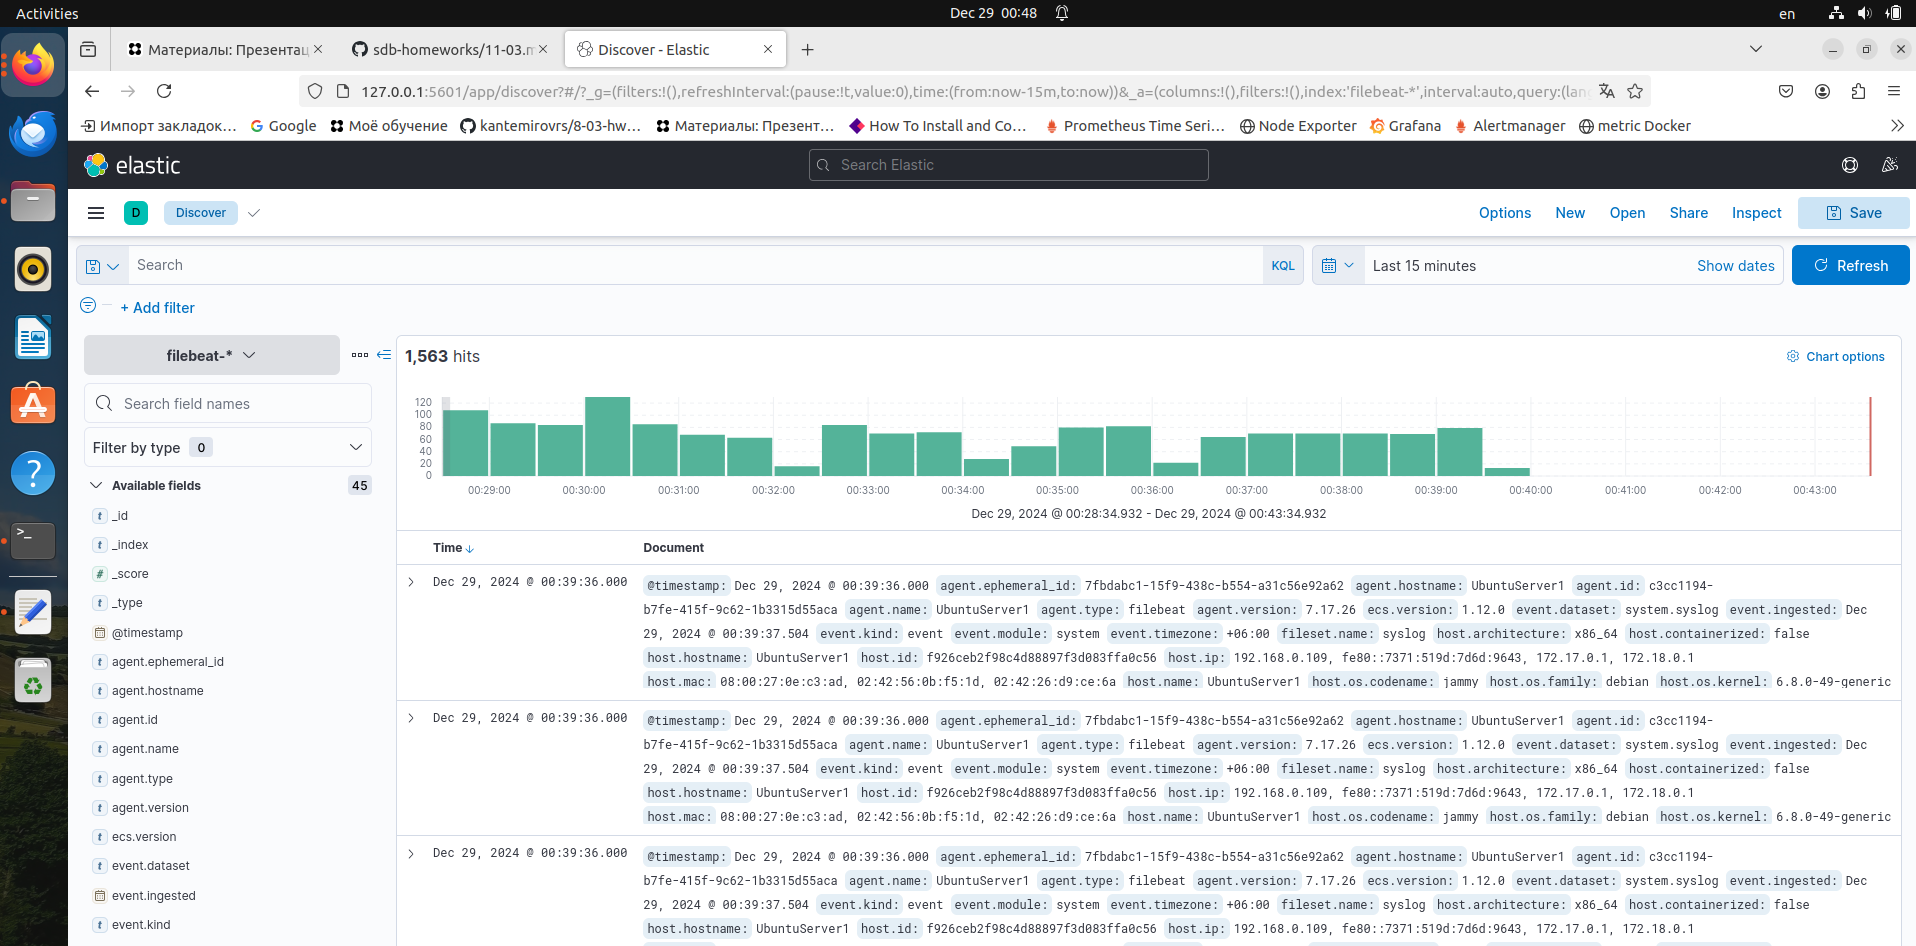 Activities
Dec 29 00:48
en
Материалы: Презентац
sdb-homeworks/11-03.m
Discover - Elastic
127.0.0.1:5601/app/discover?#/?_g=(filters:!(),refreshInterval:(pause:!t,value:0),time:(from:now-15m,to:now))&_a=(columns:!(),filters:!(),index:'filebeat-*',interval:auto,query:(lan
Импорт закладок…
Google
Моё обучение
kantemirovrs/8-03-hw…
Материалы: Презент…
How To Install and Co…
Prometheus Time Seri…
Node Exporter
Grafana
Alertmanager
metric Docker
elastic
Search Elastic
D
Discover
Options
New
Open
Share
Inspect
Save
Search
KQL
Last 15 minutes
Show dates
Refresh
+ Add filter
filebeat-*
1,563 hits
Chart options
Search field names
Filter by type 0
Available fields 45
t _id
t _index
# _score
t _type
@timestamp
t agent.ephemeral_id
t agent.hostname
t agent.id
t agent.name
t agent.type
t agent.version
t ecs.version
t event.dataset
event.ingested
t event.kind
120
100
80
60
40
20
0
00:29:00 00:30:00 00:31:00 00:32:00 00:33:00 00:34:00 00:35:00 00:36:00 00:37:00 00:38:00 00:39:00 00:40:00 00:41:00 00:42:00 00:43:00
Dec 29, 2024 @ 00:28:34.932 - Dec 29, 2024 @ 00:43:34.932
Time Document
Dec 29, 2024 @ 00:39:36.000
@timestamp: Dec 29, 2024 @ 00:39:36.000 agent.ephemeral_id: 7fbdabc1-15f9-438c-b554-a31c56e92a62 agent.hostname: UbuntuServer1 agent.id: c3cc1194-
b7fe-415f-9c62-1b3315d55aca agent.name: UbuntuServer1 agent.type: filebeat agent.version: 7.17.26 ecs.version: 1.12.0 event.dataset: system.syslog event.ingested: Dec
29, 2024 @ 00:39:37.504 event.kind: event event.module: system event.timezone: +06:00 fileset.name: syslog host.architecture: x86_64 host.containerized: false
host.hostname: UbuntuServer1 host.id: f926ceb2f98c4d88897f3d083ffa0c56 host.ip: 192.168.0.109, fe80::7371:519d:7d6d:9643, 172.17.0.1, 172.18.0.1
host.mac: 08:00:27:0e:c3:ad, 02:42:56:0b:f5:1d, 02:42:26:d9:ce:6a host.name: UbuntuServer1 host.os.codename: jammy host.os.family: debian host.os.kernel: 6.8.0-49-generic
Dec 29, 2024 @ 00:39:36.000
@timestamp: Dec 29, 2024 @ 00:39:36.000 agent.ephemeral_id: 7fbdabc1-15f9-438c-b554-a31c56e92a62 agent.hostname: UbuntuServer1 agent.id: c3cc1194-
b7fe-415f-9c62-1b3315d55aca agent.name: UbuntuServer1 agent.type: filebeat agent.version: 7.17.26 ecs.version: 1.12.0 event.dataset: system.syslog event.ingested: Dec
29, 2024 @ 00:39:37.504 event.kind: event event.module: system event.timezone: +06:00 fileset.name: syslog host.architecture: x86_64 host.containerized: false
host.hostname: UbuntuServer1 host.id: f926ceb2f98c4d88897f3d083ffa0c56 host.ip: 192.168.0.109, fe80::7371:519d:7d6d:9643, 172.17.0.1, 172.18.0.1
host.mac: 08:00:27:0e:c3:ad, 02:42:56:0b:f5:1d, 02:42:26:d9:ce:6a host.name: UbuntuServer1 host.os.codename: jammy host.os.family: debian host.os.kernel: 6.8.0-49-generic
Dec 29, 2024 @ 00:39:36.000
@timestamp: Dec 29, 2024 @ 00:39:36.000 agent.ephemeral_id: 7fbdabc1-15f9-438c-b554-a31c56e92a62 agent.hostname: UbuntuServer1 agent.id: c3cc1194-
b7fe-415f-9c62-1b3315d55aca agent.name: UbuntuServer1 agent.type: filebeat agent.version: 7.17.26 ecs.version: 1.12.0 event.dataset: system.syslog event.ingested: Dec
29, 2024 @ 00:39:37.504 event.kind: event event.module: system event.timezone: +06:00 fileset.name: syslog host.architecture: x86_64 host.containerized: false
host.hostname: UbuntuServer1 host.id: f926ceb2f98c4d88897f3d083ffa0c56 host.ip: 192.168.0.109, fe80::7371:519d:7d6d:9643, 172.17.0.1, 172.18.0.1